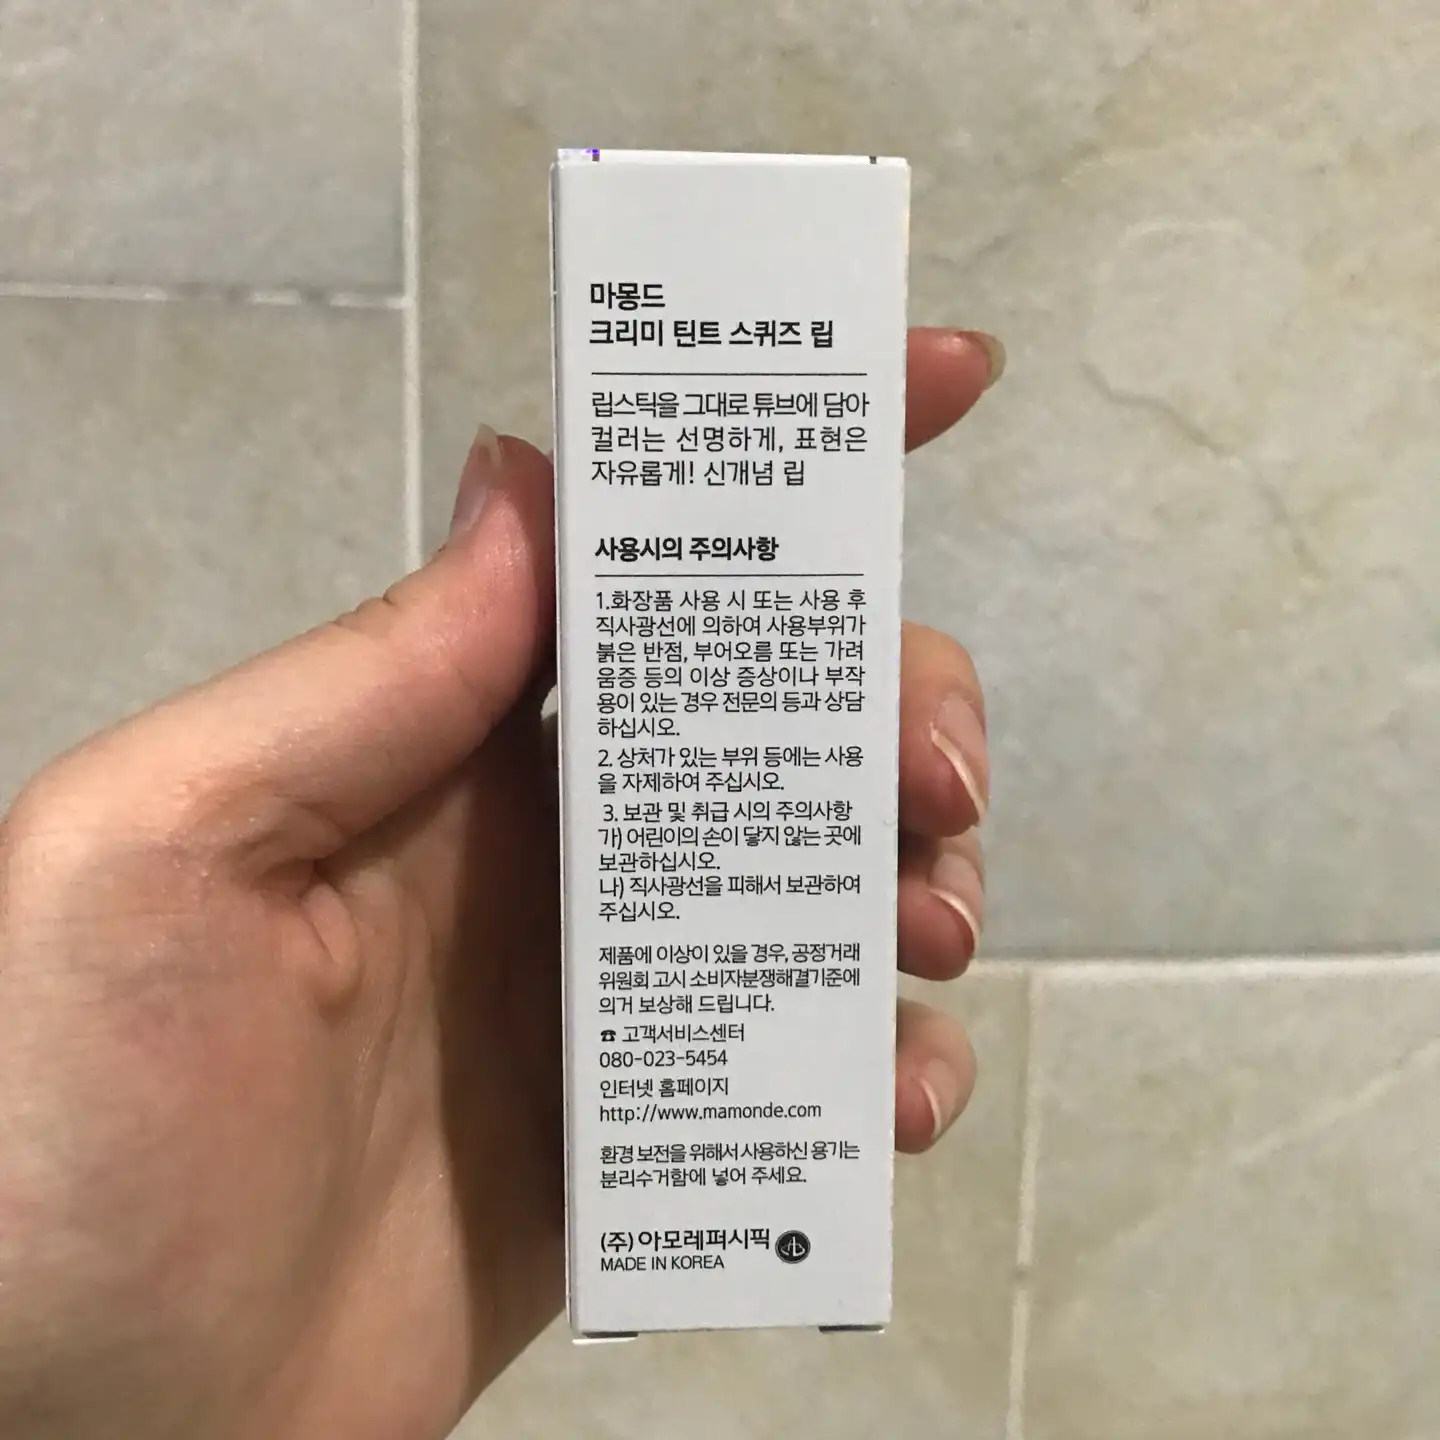 마몽드
크리미 틴트 스퀴즈 립
립스틱을 그대로 튜브에 담아
컬러는 선명하게, 표현은
자유롭게! 신개념 립
사용시의 주의사항
1.화장품 사용 시 또는 사용 후
직사광선에 의하여 사용부위가
붉은 반점, 부어오름 또는 가려
움증 등의 이상 증상이나 부작
용이 있는 경우 전문의 등과 상담
하십시오.
2. 상처가 있는 부위 등에는 사용
을 자제하여 주십시오.
3. 보관 및 취급 시의 주의사항
가) 어린이의 손이 닿지 않는 곳에
보관하십시오.
나) 직사광선을 피해서 보관하여
주십시오.
제품에 이상이 있을 경우, 공정거래
위원회 고시 소비자분쟁해결기준에
의거 보상해 드립니다.
☎ 고객서비스센터
080-023-5454
인터넷 홈페이지
http://www.mamonde.com
환경 보전을 위해서 사용하신 용기는
분리수거함에 넣어 주세요.
(주)아모레퍼시픽
MADE IN KOREA